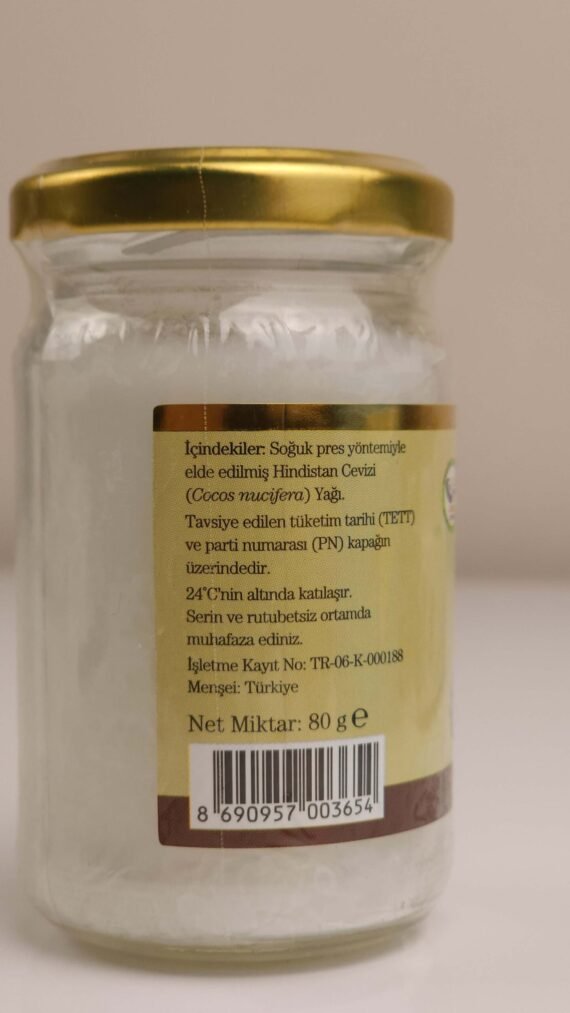 İçindekiler: Soğuk pres yöntemiyle
elde edilmiş Hindistan Cevizi
(Cocos nucifera) Yağı.
Tavsiye edilen tüketim tarihi (TETT)
ve parti numarası (PN) kapağın
üzerindedir.
24°C'nin altında katılaşır.
Serin ve rutubetsiz ortamda
muhafaza ediniz.
İşletme Kayıt No: TR-06-K-000188
Menşei: Türkiye
Net Miktar: 80 g ℮
8 690957 003654